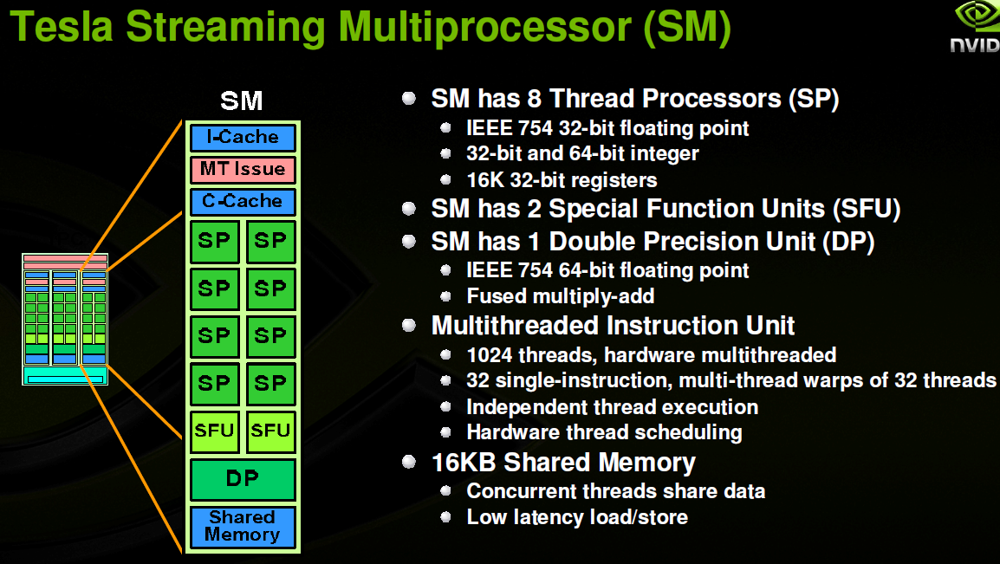 Tesla Streaming Multiprocessor (SM)
NVID
SM
I-Cache
MT Issue
C-Cache
SP SP
SP SP
SP SP
SP SP
SFU SFU
DP
Shared
Memory
SM has 8 Thread Processors (SP)
IEEE 754 32-bit floating point
32-bit and 64-bit integer
16K 32-bit registers
SM has 2 Special Function Units (SFU)
SM has 1 Double Precision Unit (DP)
IEEE 754 64-bit floating point
Fused multiply-add
Multithreaded Instruction Unit
1024 threads, hardware multithreaded
32 single-instruction, multi-thread warps of 32 threads
Independent thread execution
Hardware thread scheduling
16KB Shared Memory
Concurrent threads share data
Low latency load/store